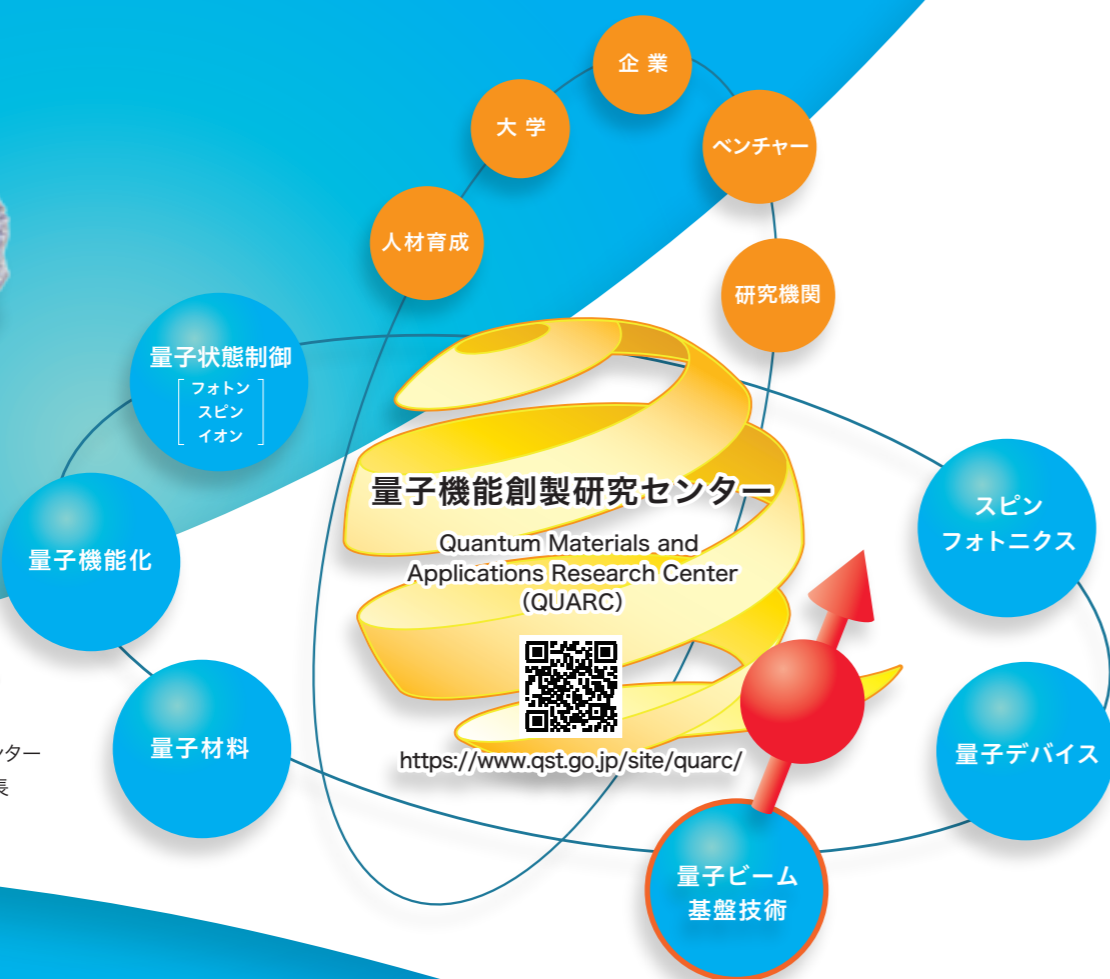 企業
大学
ベンチャー
人材育成
研究機関
量子状態制御
フォトン
スピン
イオン
量子機能創製研究センター
Quantum Materials and
Applications Research Center
(QUARC)
https://www.qst.go.jp/site/quarc/
スピン
フォトニクス
量子機能化
量子材料
量子デバイス
量子ビーム
基盤技術
ンター
長